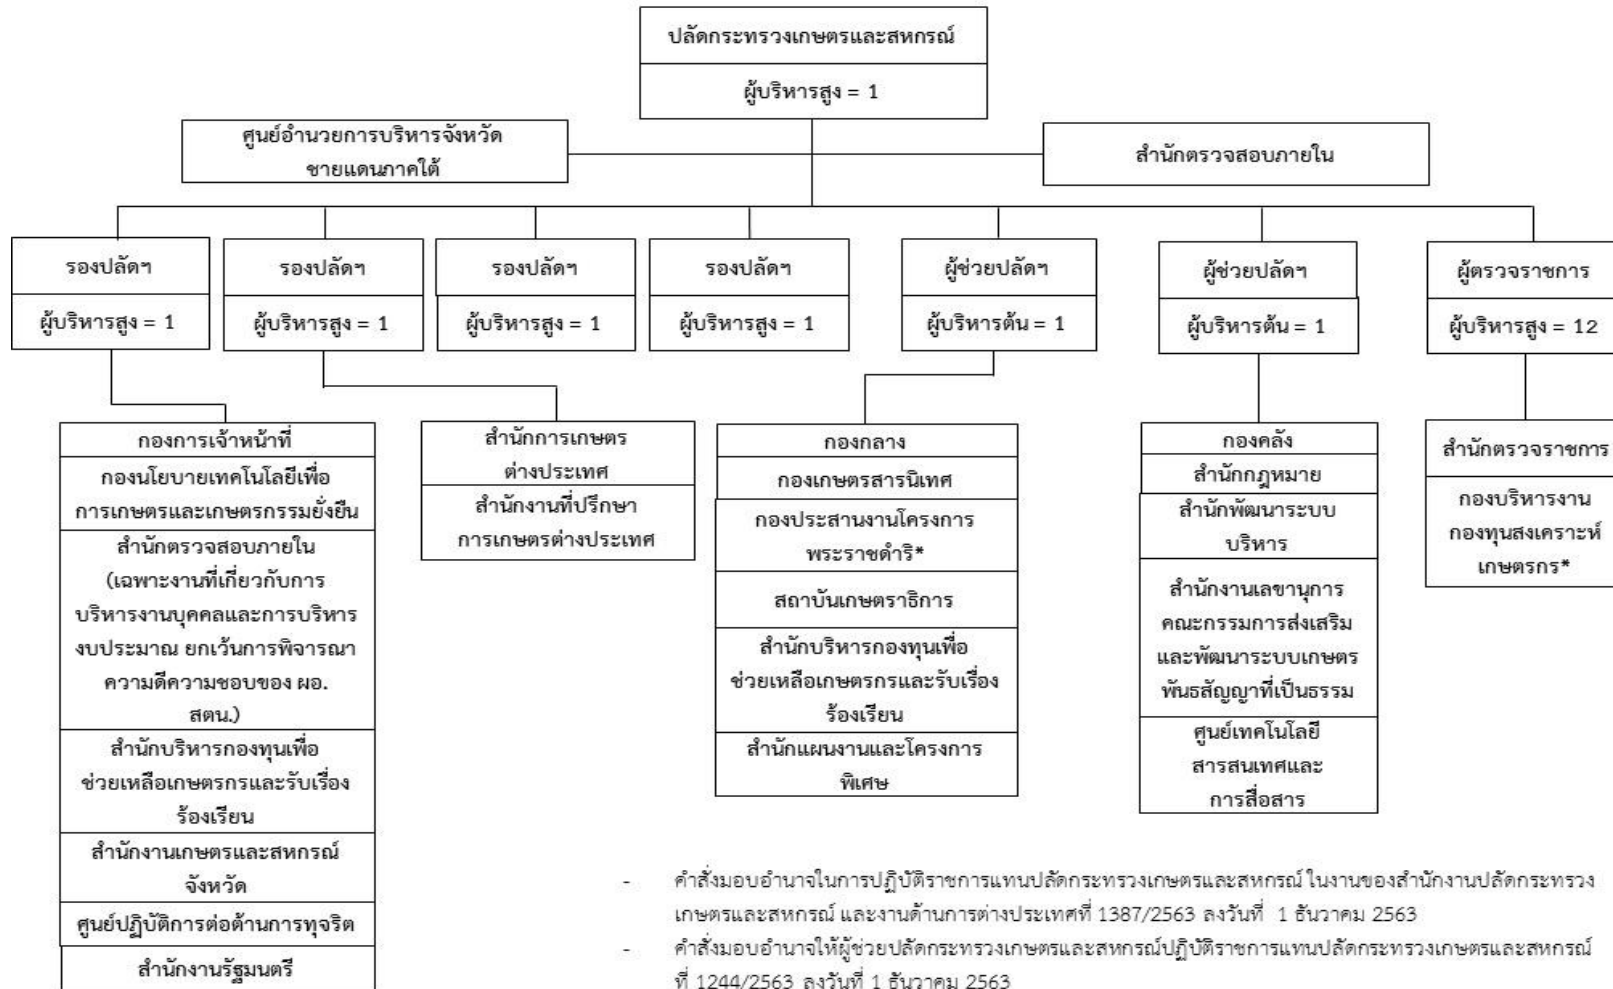 ปลัดกระทรวงเกษตรและสหกรณ์
ผู้บริหารสูง = 1
ศูนย์อำนวยการบริหารจังหวัด
ชายแดนภาคใต้
สำนักตรวจสอบภายใน
รองปลัดฯ
ผู้บริหารสูง = 1
รองปลัดฯ
ผู้บริหารสูง = 1
รองปลัดฯ
ผู้บริหารสูง = 1
รองปลัดฯ
ผู้บริหารสูง = 1
ผู้ช่วยปลัดฯ
ผู้บริหารต้น = 1
ผู้ช่วยปลัดฯ
ผู้บริหารต้น = 1
ผู้ตรวจราชการ
ผู้บริหารสูง = 12
กองการเจ้าหน้าที่
กองนโยบายเทคโนโลยีเพื่อ
การเกษตรและเกษตรกรรมยั่งยืน
สำนักตรวจสอบภายใน
(เฉพาะงานที่เกี่ยวกับการ
บริหารงานบุคคลและการบริหาร
งบประมาณ ยกเว้นการพิจารณา
ความดีความชอบของ ผอ.
สตน.)
สำนักบริหารกองทุนเพื่อ
ช่วยเหลือเกษตรกรและรับเรื่อง
ร้องเรียน
สำนักงานเกษตรและสหกรณ์
จังหวัด
ศูนย์ปฏิบัติการต่อต้านการทุจริต
สำนักงานรัฐมนตรี
สำนักการเกษตร
ต่างประเทศ
สำนักงานที่ปรึกษา
การเกษตรต่างประเทศ
กองกลาง
กองเกษตรสารนิเทศ
กองประสานงานโครงการ
พระราชดำริ*
สถาบันเกษตราธิการ
สำนักบริหารกองทุนเพื่อ
ช่วยเหลือเกษตรกรและรับเรื่อง
ร้องเรียน
สำนักแผนงานและโครงการ
พิเศษ
กองคลัง
สำนักกฎหมาย
สำนักพัฒนาระบบ
บริหาร
สำนักงานเลขานุการ
คณะกรรมการส่งเสริม
และพัฒนาระบบเกษตร
พันธสัญญาที่เป็นธรรม
ศูนย์เทคโนโลยี
สารสนเทศและ
การสื่อสาร
สำนักตรวจราชการ
กองบริหารงาน
กองทุนสงเคราะห์
เกษตรกร*
- คำสั่งมอบอำนาจในการปฏิบัติราชการแทนปลัดกระทรวงเกษตรและสหกรณ์ ในงานของสำนักงานปลัดกระทรวง
เกษตรและสหกรณ์ และงานด้านการต่างประเทศที่ 1387/2563 ลงวันที่ 1 ธันวาคม 2563
- คำสั่งมอบอำนาจให้ผู้ช่วยปลัดกระทรวงเกษตรและสหกรณ์ปฏิบัติราชการแทนปลัดกระทรวงเกษตรและสหกรณ์
ที่ 1244/2563 ลงวันที่ 1 ธันวาคม 2563